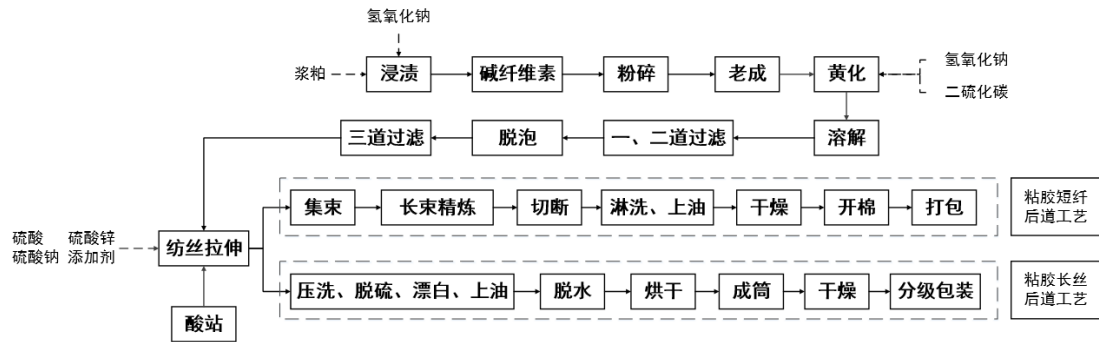 氢氧化钠
浆粕
浸渍
碱纤维素
粉碎
老成
黄化
氢氧化钠
二硫化碳
三道过滤
脱泡
一、二道过滤
溶解
集束
长束精炼
切断
淋洗、上油
干燥
开棉
打包
粘胶短纤
后道工艺
硫酸 硫酸锌
硫酸钠 添加剂
纺丝拉伸
压洗、脱硫、漂白、上油
脱水
烘干
成筒
干燥
分级包装
粘胶长丝
后道工艺
酸站